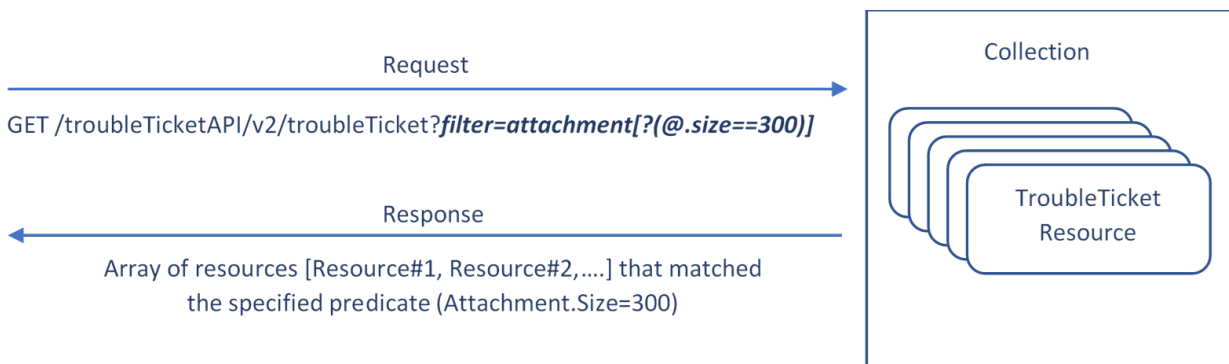 Request
GET /troubleTicketAPI/v2/troubleTicket?filter=attachment[?(@.size==300)]
Response
Array of resources [Resource#1, Resource#2,....] that matched
the specified predicate (Attachment.Size=300)
Collection
TroubleTicket
Resource